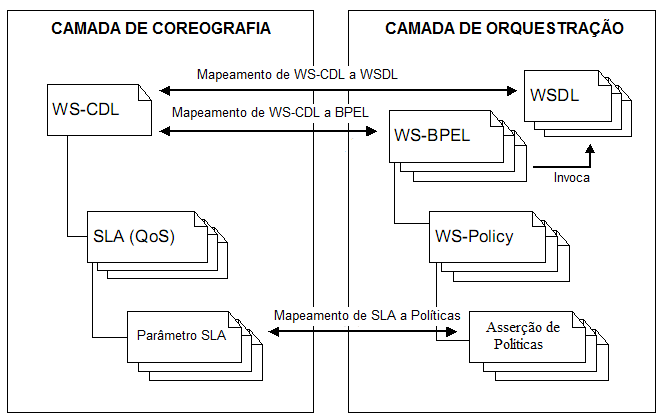 CAMADA DE COREOGRAFIA
CAMADA DE ORQUESTRAÇÃO
Mapeamento de WS-CDL a WSDL
WS-CDL
WSDL
Mapeamento de WS-CDL a BPEL
WS-BPEL
Invoca
SLA (QoS)
WS-Policy
Mapeamento de SLA a Políticas
Parâmetro SLA
Asserção de
Políticas